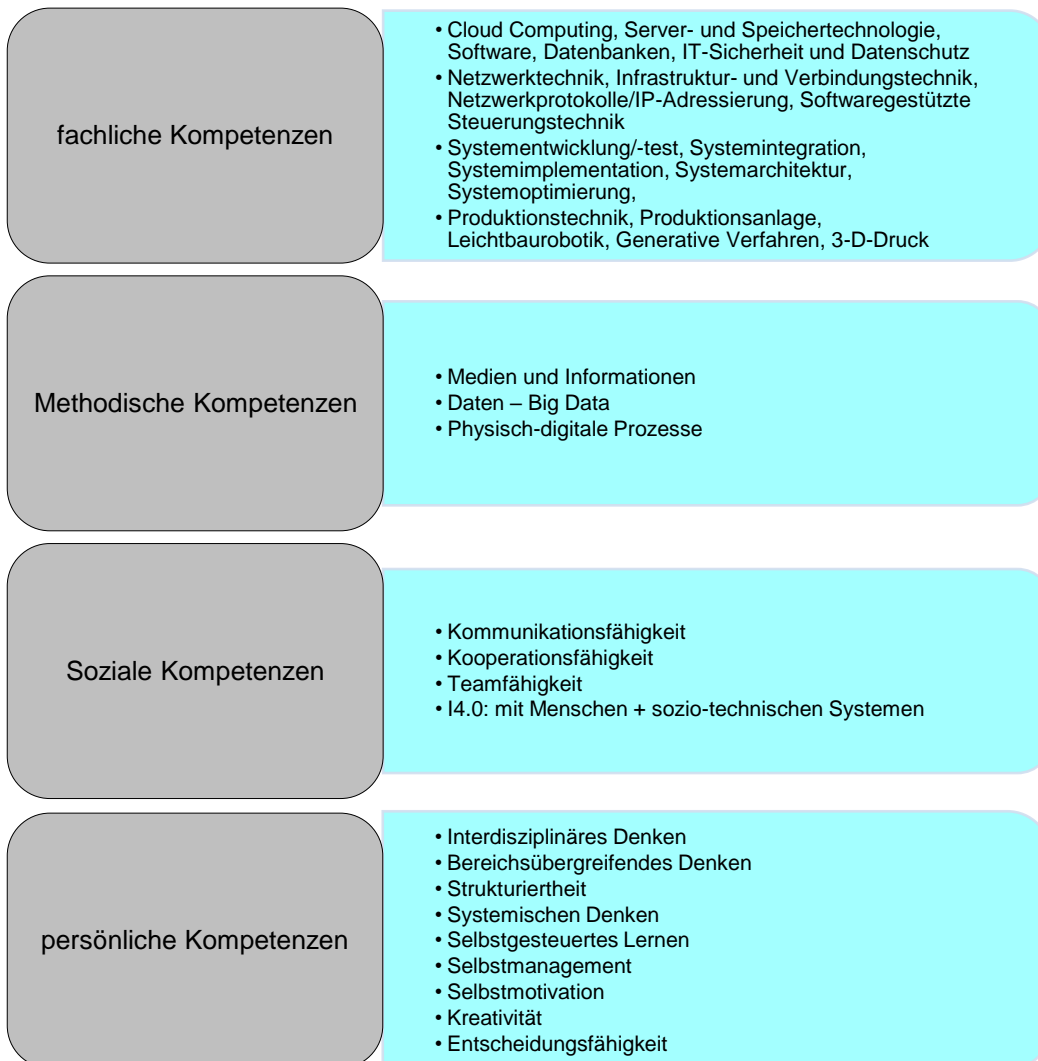 fachliche Kompetenzen
• Cloud Computing, Server- und Speichertechnologie,
Software, Datenbanken, IT-Sicherheit und Datenschutz
• Netzwerktechnik, Infrastruktur- und Verbindungstechnik,
Netzwerkprotokolle/IP-Adressierung, Softwaregestützte
Steuerungstechnik
• Systementwicklung/-test, Systemintegration,
Systemimplementation, Systemarchitektur,
Systemoptimierung,
• Produktionstechnik, Produktionsanlage,
Leichtbaurobotik, Generative Verfahren, 3-D-Druck
Methodische Kompetenzen
• Medien und Informationen
• Daten – Big Data
• Physisch-digitale Prozesse
Soziale Kompetenzen
• Kommunikationsfähigkeit
• Kooperationsfähigkeit
• Teamfähigkeit
• I4.0: mit Menschen + sozio-technischen Systemen
persönliche Kompetenzen
• Interdisziplinäres Denken
• Bereichsübergreifendes Denken
• Strukturiertheit
• Systemischen Denken
• Selbstgesteuertes Lernen
• Selbstmanagement
• Selbstmotivation
• Kreativität
• Entscheidungsfähigkeit